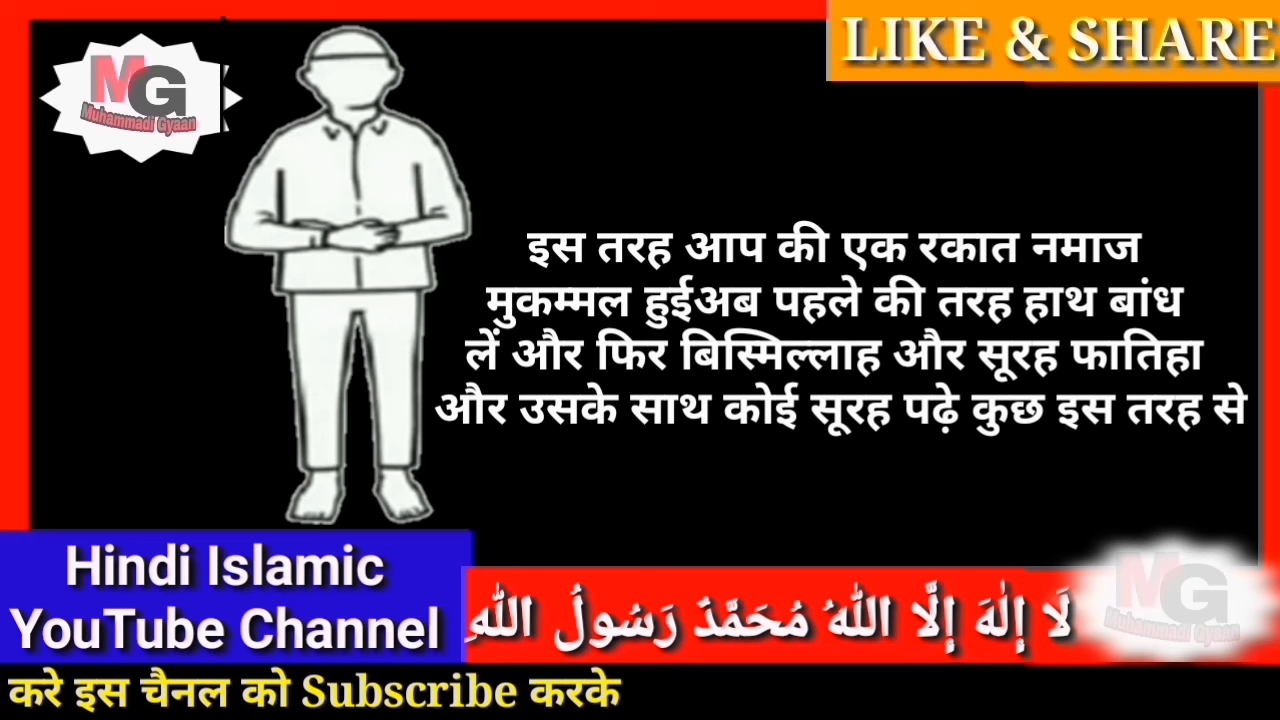 LIKE & SHARE
MG
Muhammadi Gyaan
इस तरह आप की एक रकात नमाज
मुकम्मल हुईअब पहले की तरह हाथ बांध
लें और फिर बिस्मिल्लाह और सूरह फातिहा
और उसके साथ कोई सूरह पढ़े कुछ इस तरह से
Hindi Islamic
YouTube Channel
لَا إِلٰهَ إِلَّا اللّٰهُ مُحَمَّدٌ رَسُولُ اللّٰهِ
MG
Muhammadi Gyaan
करे इस चैनल को Subscribe करके